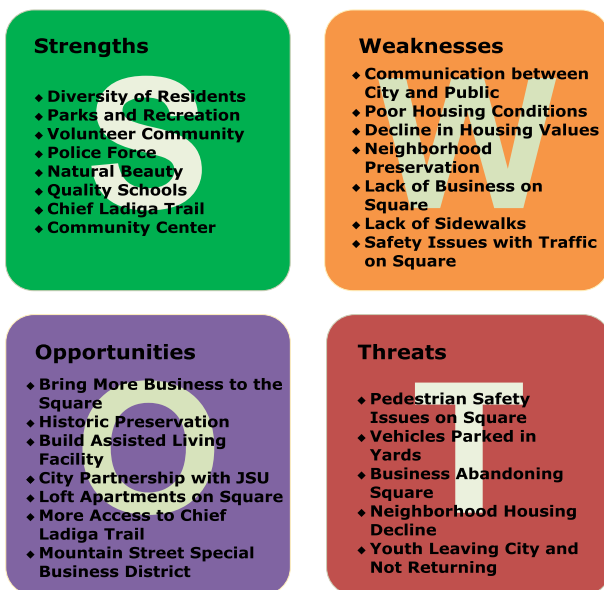 Strengths
S
◆ Diversity of Residents
◆ Parks and Recreation
◆ Volunteer Community
◆ Police Force
◆ Natural Beauty
◆ Quality Schools
◆ Chief Ladiga Trail
◆ Community Center
Weaknesses
W
◆ Communication between
City and Public
◆ Poor Housing Conditions
◆ Decline in Housing Values
◆ Neighborhood
Preservation
◆ Lack of Business on
Square
◆ Lack of Sidewalks
◆ Safety Issues with Traffic
on Square
Opportunities
O
◆ Bring More Business to the
Square
◆ Historic Preservation
◆ Build Assisted Living
Facility
◆ City Partnership with JSU
◆ Loft Apartments on Square
◆ More Access to Chief
Ladiga Trail
◆ Mountain Street Special
Business District
Threats
T
◆ Pedestrian Safety
Issues on Square
◆ Vehicles Parked in
Yards
◆ Business Abandoning
Square
◆ Neighborhood Housing
Decline
◆ Youth Leaving City and
Not Returning